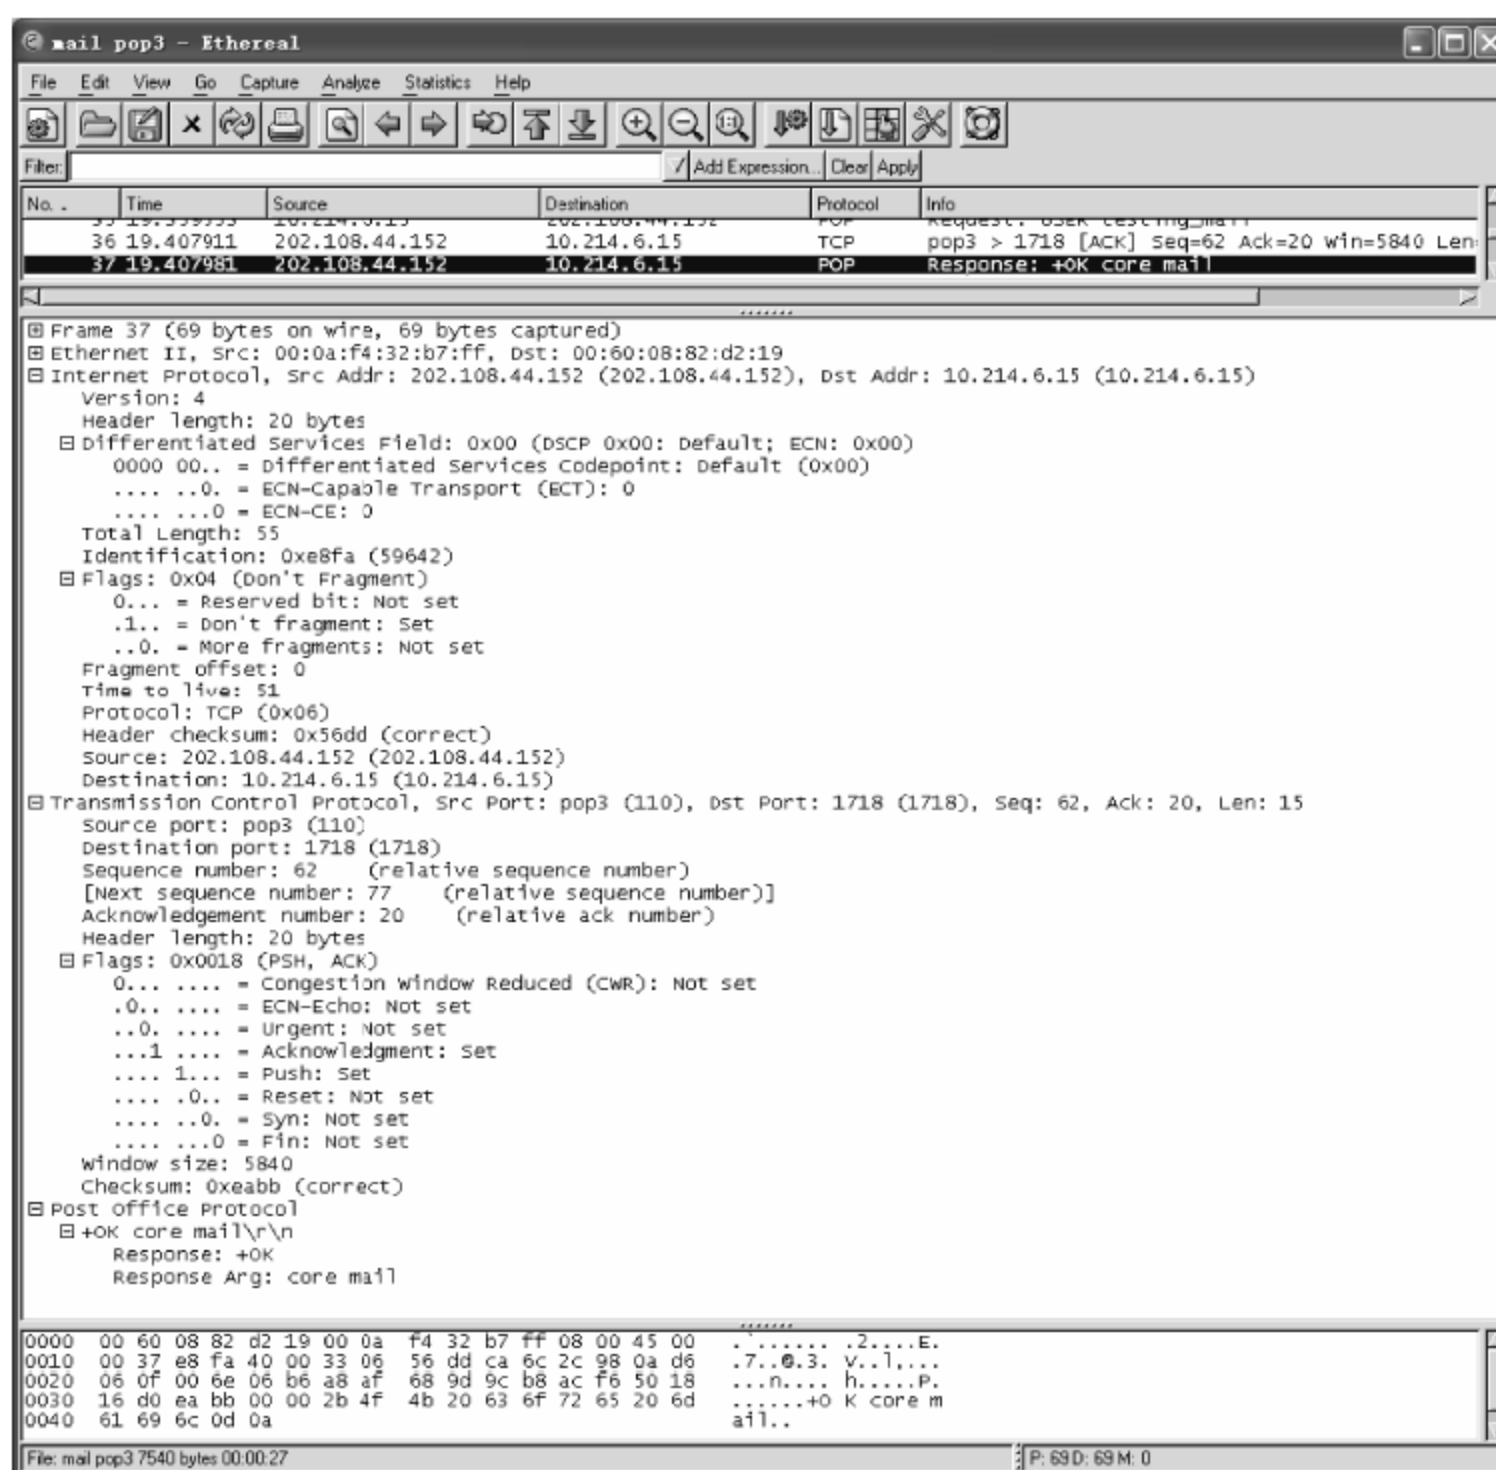 mail pop3 - Ethereal
File Edit View Go Capture Analyze Statistics Help
Filter: Add Expression... Clear Apply
No. . Time Source Destination Protocol Info
35 19.359553 10.214.6.15 202.108.44.152 POP Request: USER testing_mail
36 19.407911 202.108.44.152 10.214.6.15 TCP pop3 > 1718 [ACK] Seq=62 Ack=20 Win=5840 Len=
37 19.407981 202.108.44.152 10.214.6.15 POP Response: +OK core mail
Frame 37 (69 bytes on wire, 69 bytes captured)
Ethernet II, Src: 00:0a:f4:32:b7:ff, Dst: 00:60:08:82:d2:19
Internet Protocol, Src Addr: 202.108.44.152 (202.108.44.152), Dst Addr: 10.214.6.15 (10.214.6.15)
Version: 4
Header length: 20 bytes
Differentiated Services Field: 0x00 (DSCP 0x00: Default; ECN: 0x00)
0000 00.. = Differentiated Services Codepoint: Default (0x00)
.... ..0. = ECN-Capable Transport (ECT): 0
.... ...0 = ECN-CE: 0
Total Length: 55
Identification: 0xe8fa (59642)
Flags: 0x04 (Don't Fragment)
0... = Reserved bit: Not set
.1.. = Don't fragment: Set
..0. = More fragments: Not set
Fragment offset: 0
Time to live: 51
Protocol: TCP (0x06)
Header checksum: 0x56dd (correct)
Source: 202.108.44.152 (202.108.44.152)
Destination: 10.214.6.15 (10.214.6.15)
Transmission Control Protocol, Src Port: pop3 (110), Dst Port: 1718 (1718), Seq: 62, Ack: 20, Len: 15
Source port: pop3 (110)
Destination port: 1718 (1718)
Sequence number: 62 (relative sequence number)
[Next sequence number: 77 (relative sequence number)]
Acknowledgement number: 20 (relative ack number)
Header length: 20 bytes
Flags: 0x0018 (PSH, ACK)
0... .... = Congestion Window Reduced (CWR): Not set
.0.. .... = ECN-Echo: Not set
..0. .... = Urgent: Not set
...1 .... = Acknowledgment: Set
.... 1... = Push: Set
.... .0.. = Reset: Not set
.... ..0. = Syn: Not set
.... ...0 = Fin: Not set
Window size: 5840
Checksum: 0xeabb (correct)
Post Office Protocol
+OK core mail\r\n
Response: +OK
Response Arg: core mail
0000 00 60 08 82 d2 19 00 0a f4 32 b7 ff 08 00 45 00 .`...... .2....E.
0010 00 37 e8 fa 40 00 33 06 56 dd ca 6c 2c 98 0a d6 .7..@.3. V..l,...
0020 06 0f 00 6e 06 b6 a8 af 68 9d 9c b8 ac f6 50 18 ...n.... h.....P.
0030 16 d0 ea bb 00 00 2b 4f 4b 20 63 6f 72 65 20 6d ......+O K core m
0040 61 69 6c 0d 0a ail..
File: mail pop3 7540 bytes 00:00:27 P: 69 D: 69 M: 0